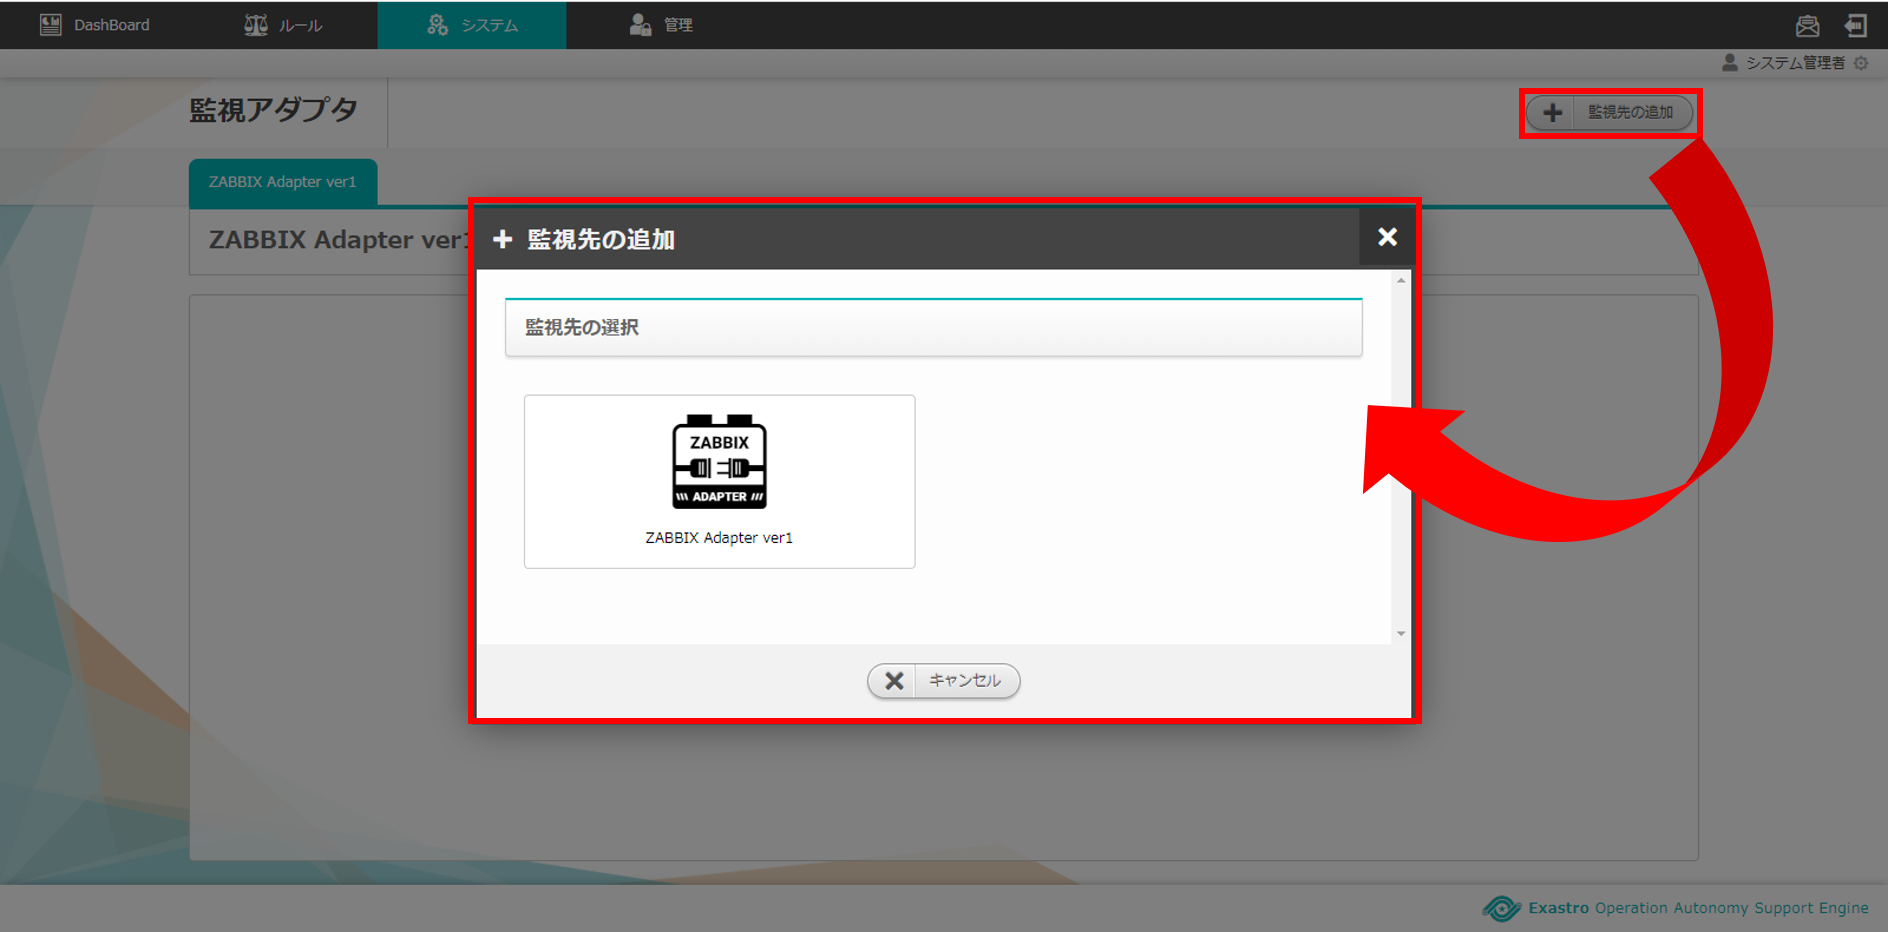 DashBoard
ルール
システム
管理
システム管理者
監視アダプタ
監視先の追加
ZABBIX Adapter ver1
ZABBIX Adapter ver1
監視先の追加
監視先の選択
ZABBIX
ADAPTER
ZABBIX Adapter ver1
キャンセル
Exastro Operation Autonomy Support Engine